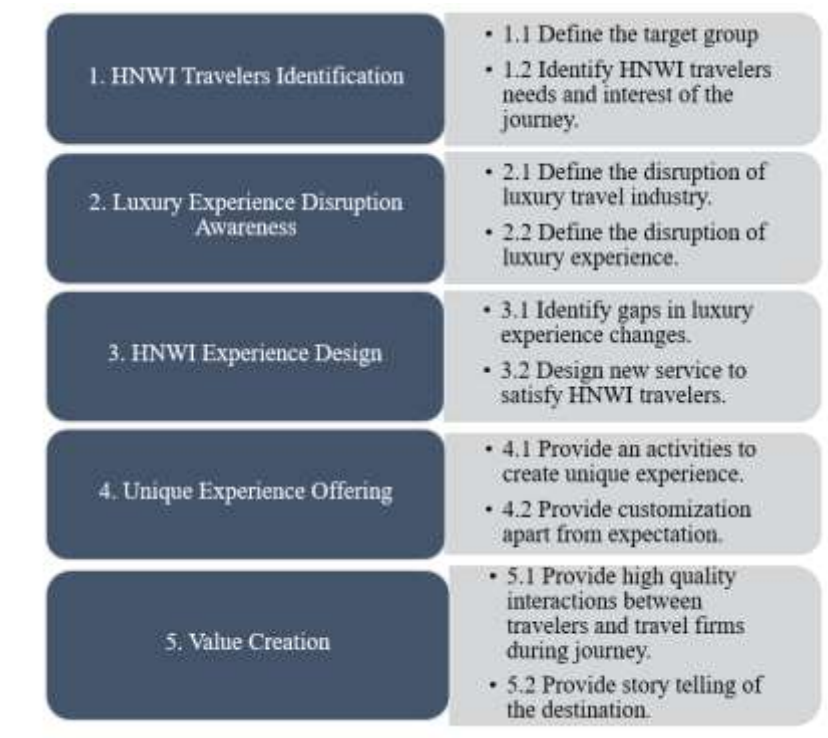 1. HNWI Travelers Identification
• 1.1 Define the target group
• 1.2 Identify HNWI travelers
needs and interest of the
journey.
2. Luxury Experience Disruption
Awareness
• 2.1 Define the disruption of
luxury travel industry.
• 2.2 Define the disruption of
luxury experience.
3. HNWI Experience Design
• 3.1 Identify gaps in luxury
experience changes.
• 3.2 Design new service to
satisfy HNWI travelers.
4. Unique Experience Offering
• 4.1 Provide an activities to
create unique experience.
• 4.2 Provide customization
apart from expectation.
5. Value Creation
• 5.1 Provide high quality
interactions between
travelers and travel firms
during journey.
• 5.2 Provide story telling of
the destination.